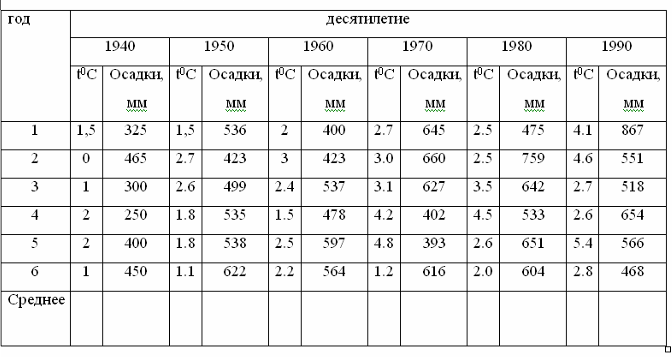 год десятилетие
1940 1950 1960 1970 1980 1990
t⁰C Осадки, мм t⁰C Осадки, мм t⁰C Осадки, мм t⁰C Осадки, мм t⁰C Осадки, мм t⁰C Осадки, мм
1 1,5 325 1,5 536 2 400 2.7 645 2.5 475 4.1 867
2 0 465 2.7 423 3 423 3.0 660 2.5 759 4.6 551
3 1 300 2.6 499 2.4 537 3.1 627 3.5 642 2.7 518
4 2 250 1.8 535 1.5 478 4.2 402 4.5 533 2.6 654
5 2 400 1.8 538 2.5 597 4.8 393 2.6 651 5.4 566
6 1 450 1.1 622 2.2 564 1.2 616 2.0 604 2.8 468
Среднее